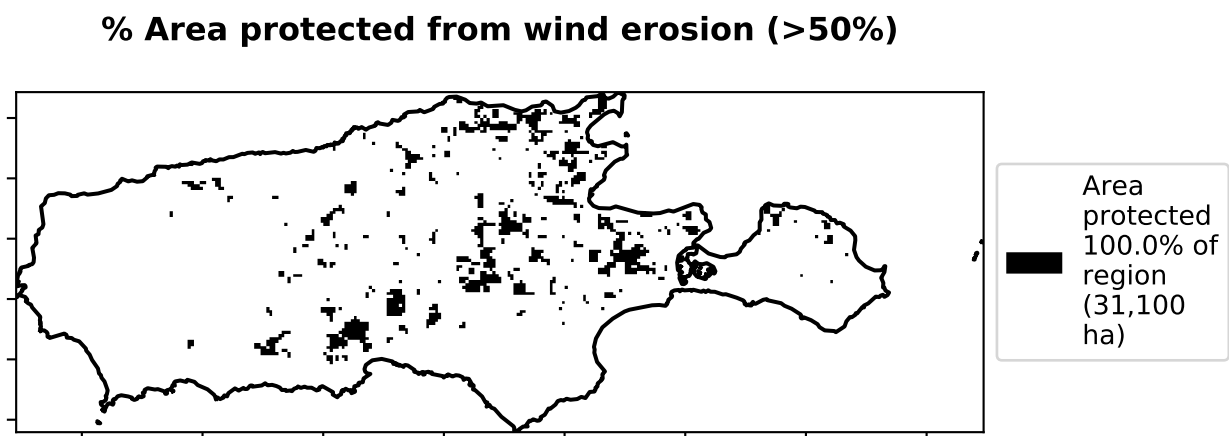 % Area protected from wind erosion (>50%)
Area
protected
100.0% of
region
(31,100
ha)